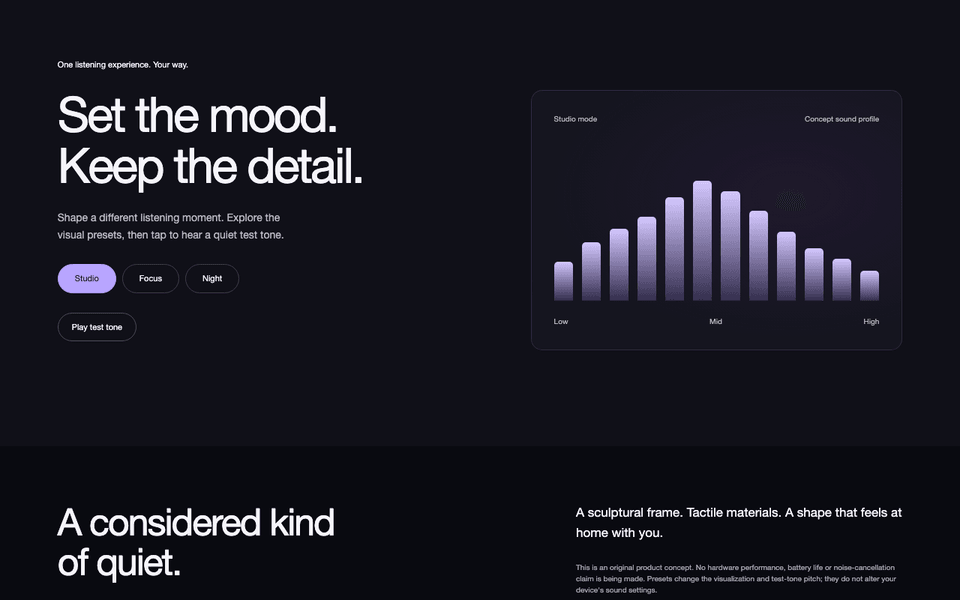 One listening experience. Your way.
Set the mood.
Keep the detail.
Shape a different listening moment. Explore the
visual presets, then tap to hear a quiet test tone.
Studio
Focus
Night
Play test tone
Studio mode
Concept sound profile
Low
Mid
High
A considered kind
of quiet.
A sculptural frame. Tactile materials. A shape that feels at
home with you.
This is an original product concept. No hardware performance, battery life or noise-cancellation
claim is being made. Presets change the visualization and test-tone pitch; they do not alter your
device's sound settings.